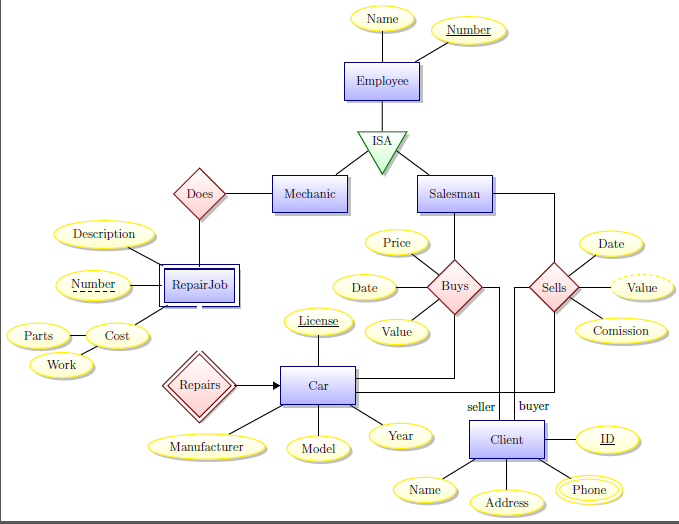 Name
Number
Employee
ISA
Does
Mechanic
Salesman
Description
Price
Date
Number
RepairJob
Date
Buys
Sells
Value
License
Value
Comission
Parts
Cost
Work
Repairs
Car
seller
buyer
Manufacturer
Model
Year
Client
ID
Name
Address
Phone